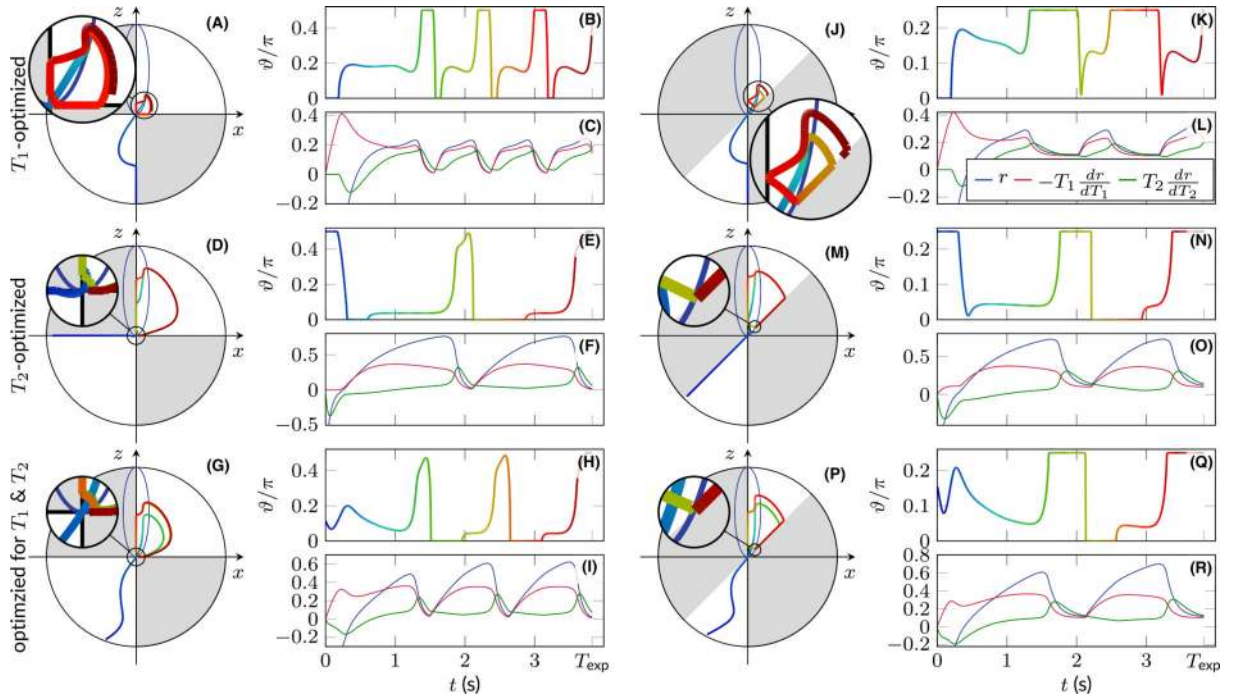 z (A) (B) z (J) (K)
T₁-optimized
x ϑ/π 0.4 0.2 0
x ϑ/π 0.2 0.1 0
(C) 0.4 0.2 0 −0.2
(L) 0.4 0.2 0 −0.2
r −T₁ dr/dT₁ T₂ dr/dT₂
z (D) (E) z (M) (N)
T₂-optimized
x ϑ/π 0.4 0.2 0
x ϑ/π 0.2 0.1 0
(F) 0.5 0 0.5
(O) 0.5 0
z (G) (H) z (P) (Q)
optimzied for T₁ & T₂
x ϑ/π 0.4 0.2 0
x ϑ/π 0.2 0.1 0
(I) 0.6 0.4 0.2 0 −0.2
(R) 0.8 0.6 0.4 0.2 0 −0.2
0 1 2 3 Texp
t (s)
0 1 2 3 Texp
t (s)